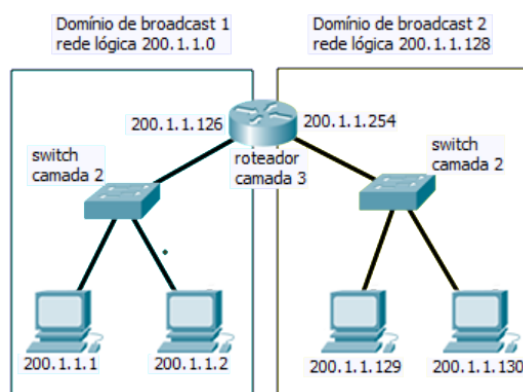 Domínio de broadcast 1
rede lógica 200.1.1.0
Domínio de broadcast 2
rede lógica 200.1.1.128
200.1.1.126
200.1.1.254
roteador
camada 3
switch
camada 2
switch
camada 2
200.1.1.1
200.1.1.2
200.1.1.129
200.1.1.130